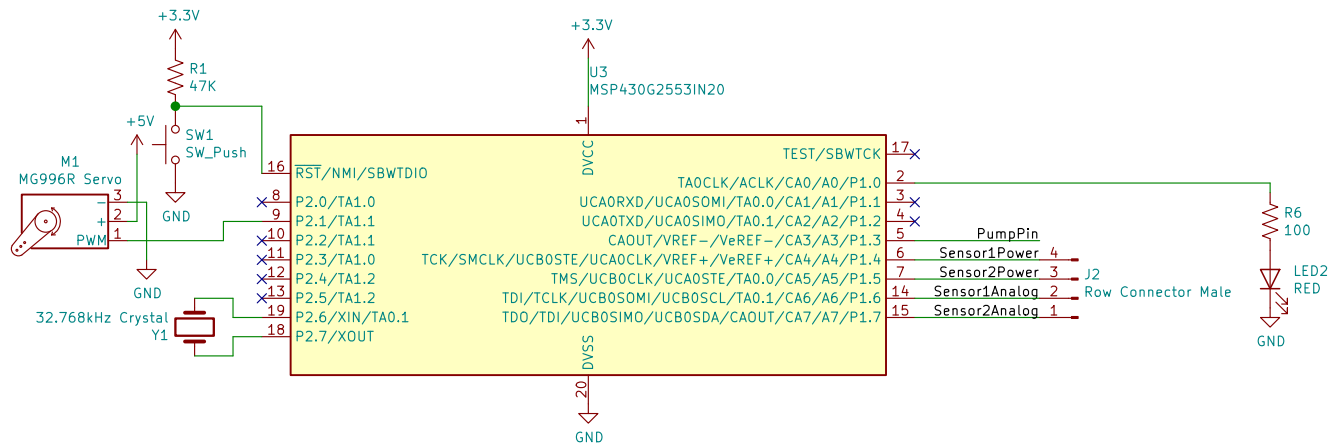 +3.3V
R1
47K
+5V
SW1
SW_Push
GND
M1
MG996R Servo
3
-
2
+
1
PWM
GND
32.768kHz Crystal
Y1
+3.3V
U3
MSP430G2553IN20
1
DVCC
16
RST/NMI/SBWTDIO
8
P2.0/TA1.0
9
P2.1/TA1.1
10
P2.2/TA1.1
11
P2.3/TA1.0
12
P2.4/TA1.2
13
P2.5/TA1.2
19
P2.6/XIN/TA0.1
18
P2.7/XOUT
TEST/SBWTCK
17
TA0CLK/ACLK/CA0/A0/P1.0
2
UCA0RXD/UCA0SOMI/TA0.0/CA1/A1/P1.1
3
UCA0TXD/UCA0SIMO/TA0.1/CA2/A2/P1.2
4
CAOUT/VREF-/VeREF-/CA3/A3/P1.3
5
PumpPin
TCK/SMCLK/UCB0STE/UCA0CLK/VREF+/VeREF+/CA4/A4/P1.4
6
Sensor1Power
4
TMS/UCB0CLK/UCA0STE/TA0.0/CA5/A5/P1.5
7
Sensor2Power
3
TDI/TCLK/UCB0SOMI/UCB0SCL/TA0.1/CA6/A6/P1.6
14
Sensor1Analog
2
TDO/TDI/UCB0SIMO/UCB0SDA/CAOUT/CA7/A7/P1.7
15
Sensor2Analog
1
J2
Row Connector Male
DVSS
20
GND
R6
100
LED2
RED
GND